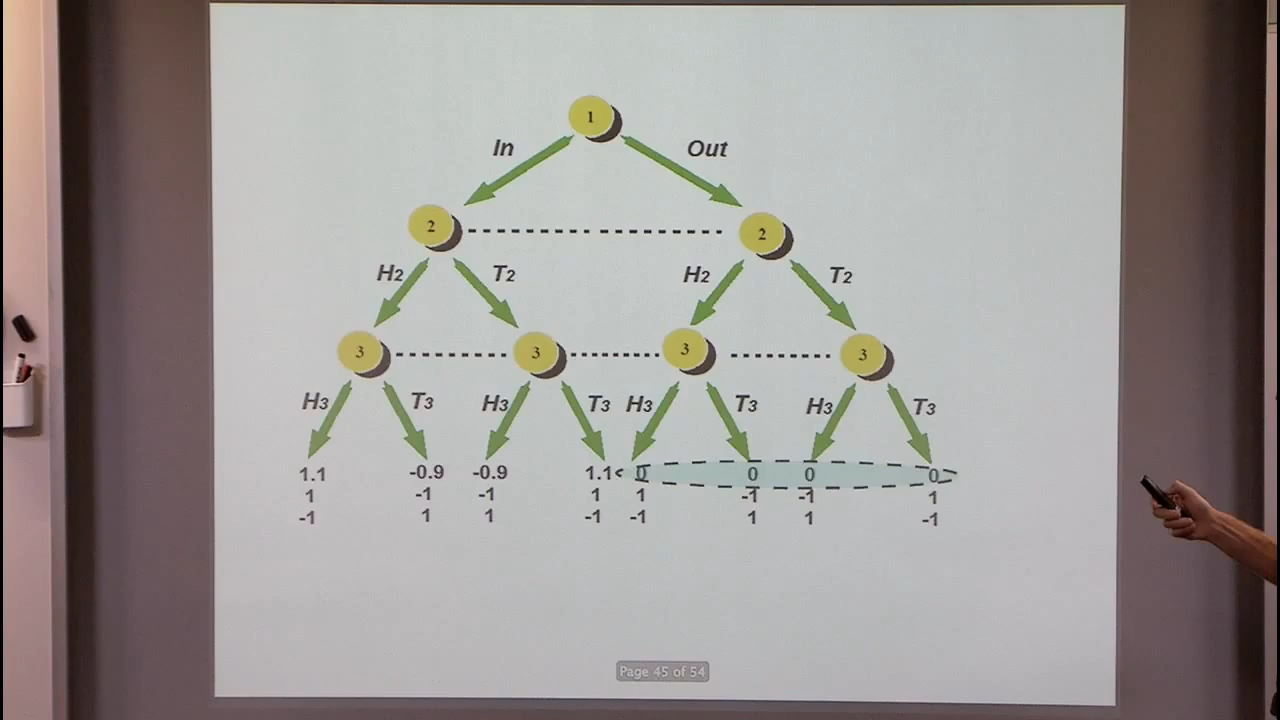 1
In Out
2 2
H2 T2 H2 T2
3 3 3 3
H3 T3 H3 T3 H3 T3 H3 T3
1.1 -0.9 -0.9 1.1 0 0 0 0
1 -1 -1 1 1 -1 -1 1
-1 1 1 -1 -1 1 1 -1
Page 45 of 54